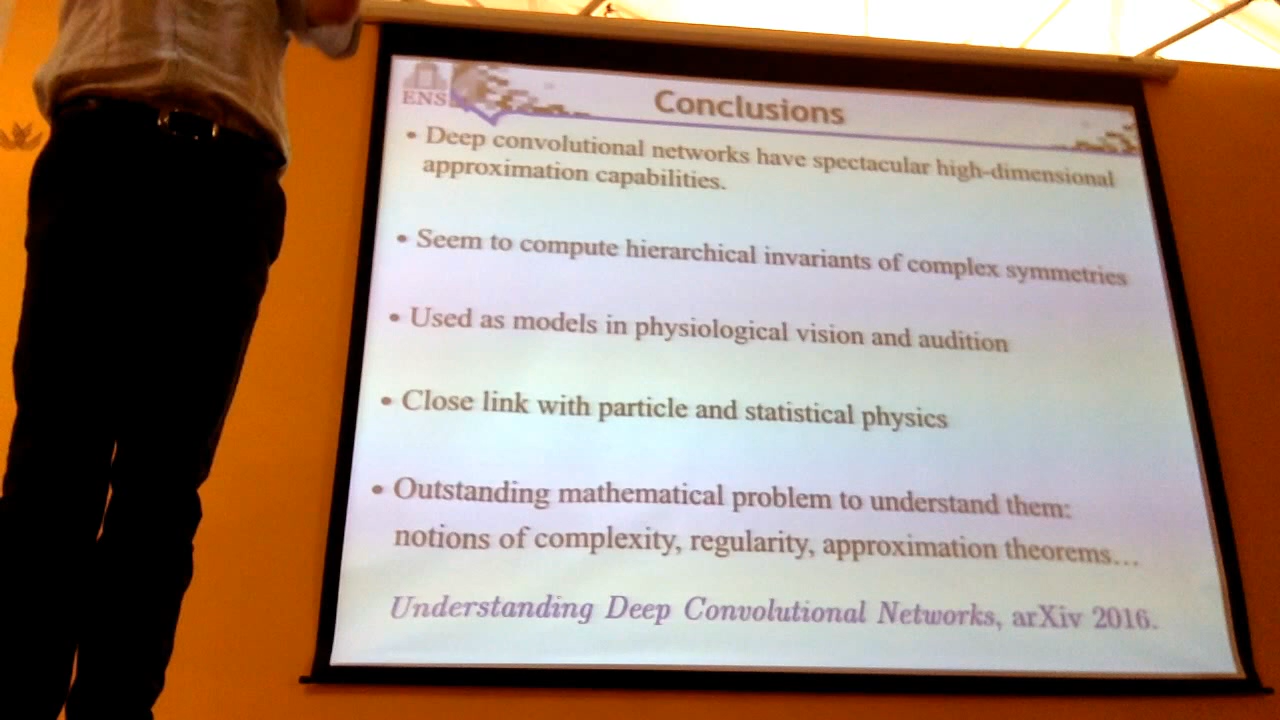 ENS
Conclusions
• Deep convolutional networks have spectacular high-dimensional
approximation capabilities.
• Seem to compute hierarchical invariants of complex symmetries
• Used as models in physiological vision and audition
• Close link with particle and statistical physics
• Outstanding mathematical problem to understand them:
notions of complexity, regularity, approximation theorems...
Understanding Deep Convolutional Networks, arXiv 2016.